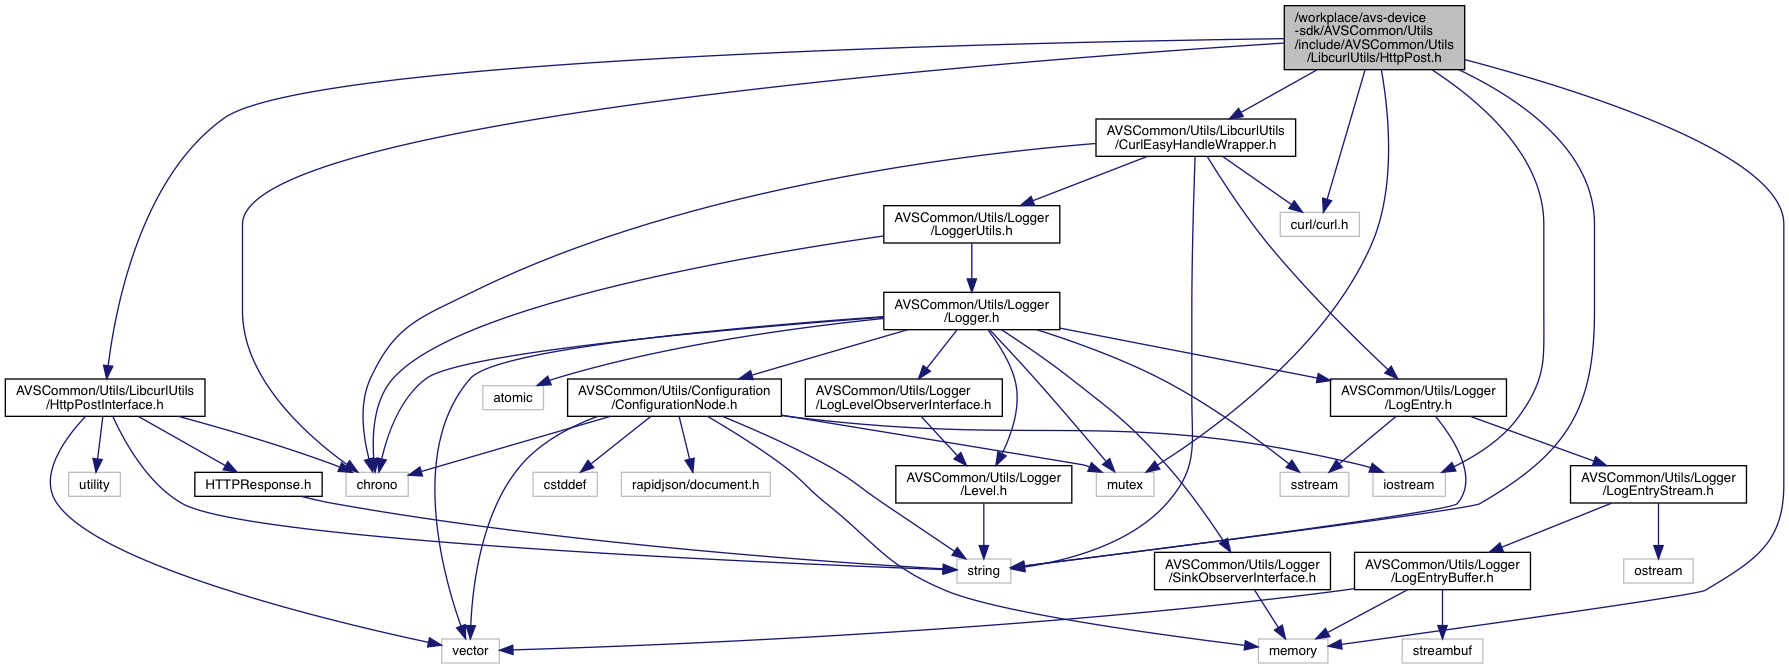 /workplace/avs-device
-sdk/AVSCommon/Utils
/include/AVSCommon/Utils
/LibcurlUtils/HttpPost.h
AVSCommon/Utils/LibcurlUtils
/CurlEasyHandleWrapper.h
AVSCommon/Utils/Logger
/LoggerUtils.h
curl/curl.h
AVSCommon/Utils/Logger
/Logger.h
AVSCommon/Utils/LibcurlUtils
/HttpPostInterface.h
atomic
AVSCommon/Utils/Configuration
/ConfigurationNode.h
AVSCommon/Utils/Logger
/LogLevelObserverInterface.h
AVSCommon/Utils/Logger
/LogEntry.h
utility
HTTPResponse.h
chrono
cstddef
rapidjson/document.h
AVSCommon/Utils/Logger
/Level.h
mutex
sstream
iostream
AVSCommon/Utils/Logger
/LogEntryStream.h
string
AVSCommon/Utils/Logger
/SinkObserverInterface.h
AVSCommon/Utils/Logger
/LogEntryBuffer.h
ostream
vector
memory
streambuf